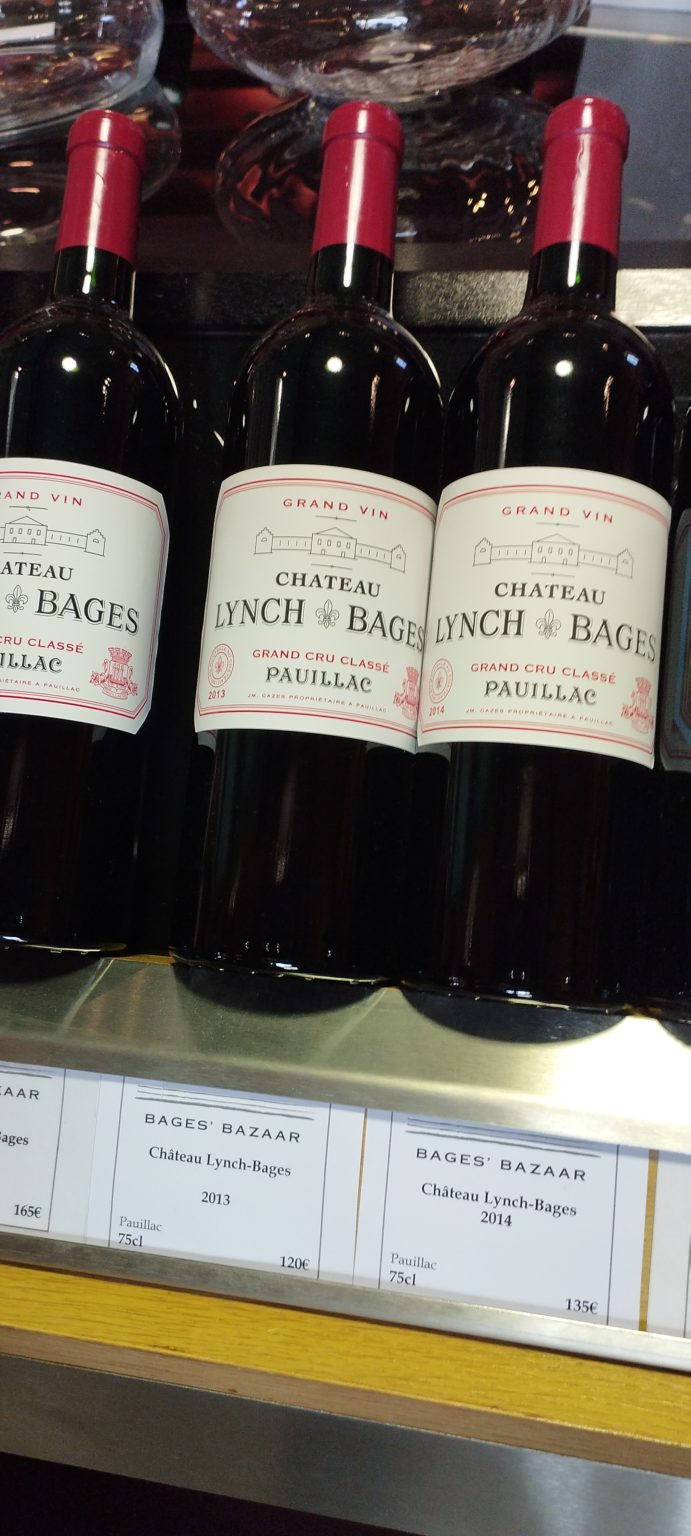 GRAND VIN
BAGES
CRU CLASSÉ
GRAND VIN
CHATEAU
LYNCH BAGES
GRAND CRU CLASSÉ
PAUILLAC
2013
JM. CAZES PROPRIÉTAIRE A PAUILLAC
GRAND VIN
CHATEAU
LYNCH BAGES
GRAND CRU CLASSÉ
PAUILLAC
2014
JM. CAZES PROPRIÉTAIRE A PAUILLAC
165€
BAGES' BAZAAR
Château Lynch-Bages
2013
Pauillac
75cl
120€
BAGES' BAZAAR
Château Lynch-Bages
2014
Pauillac
75cl
135€